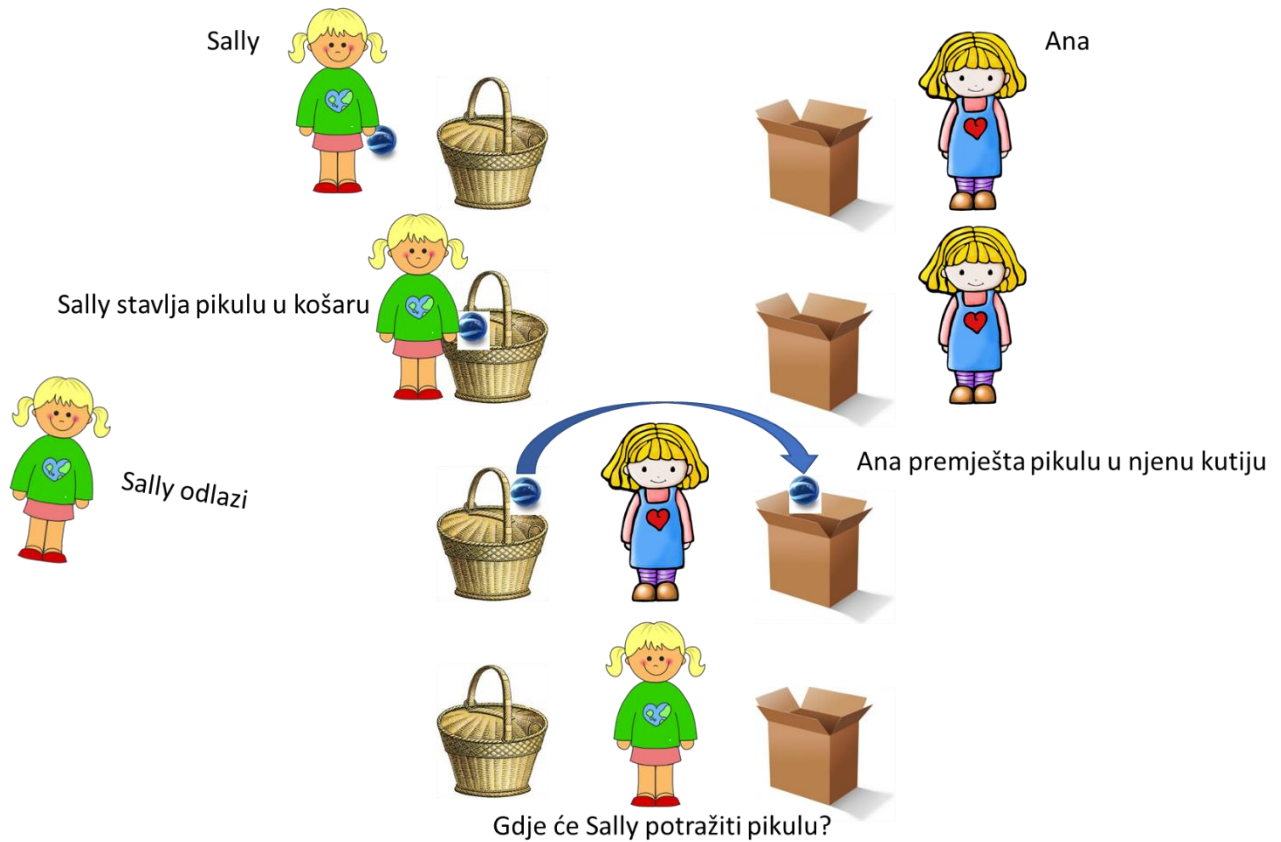 Sally
Ana
Sally stavlja pikulu u košaru
Sally odlazi
Ana premješta pikulu u njenu kutiju
Gdje će Sally potražiti pikulu?